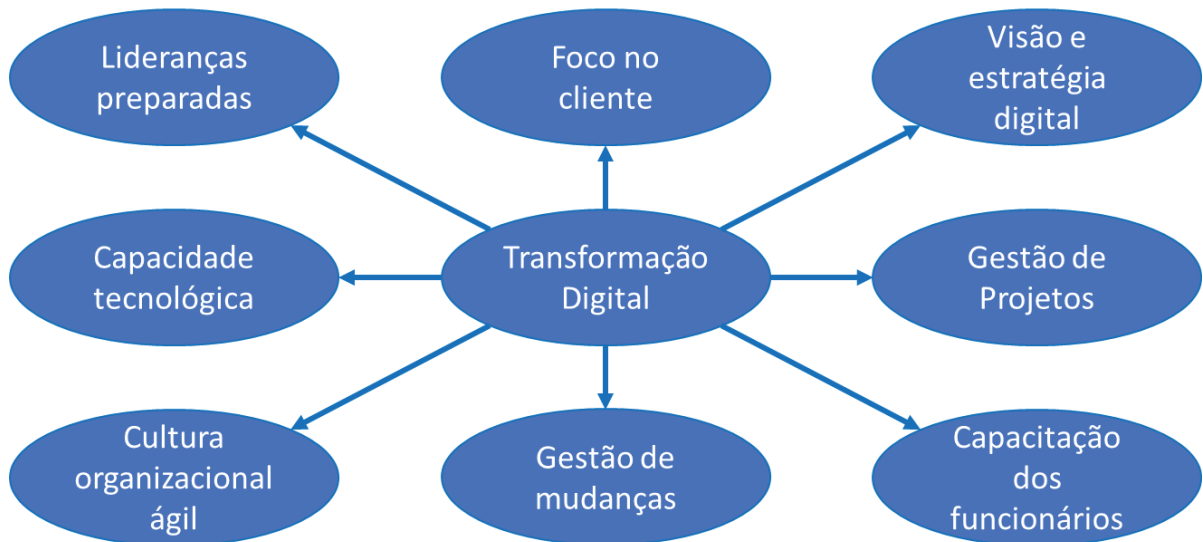 Lideranças
preparadas
Foco no
cliente
Visão e
estratégia
digital
Capacidade
tecnológica
Transformação
Digital
Gestão de
Projetos
Cultura
organizacional
ágil
Gestão de
mudanças
Capacitação
dos
funcionários